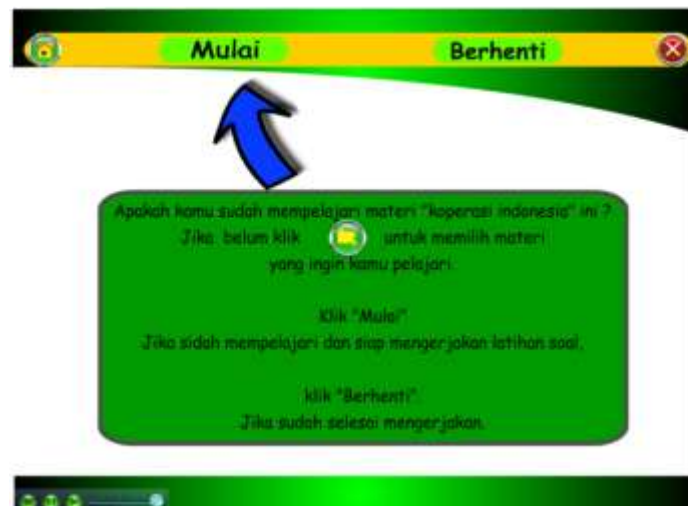 Mulai Berhenti
Apakah kamu sudah mempelajari materi "koperasi indonesia" ini ?
Jika belum klik untuk memilih materi
yang ingin kamu pelajari.
Klik "Mulai"
Jika sidah mempelajari dan siap mengerjakan latihan soal,
klik "Berhenti".
Jika sudah selesai mengerjakan.